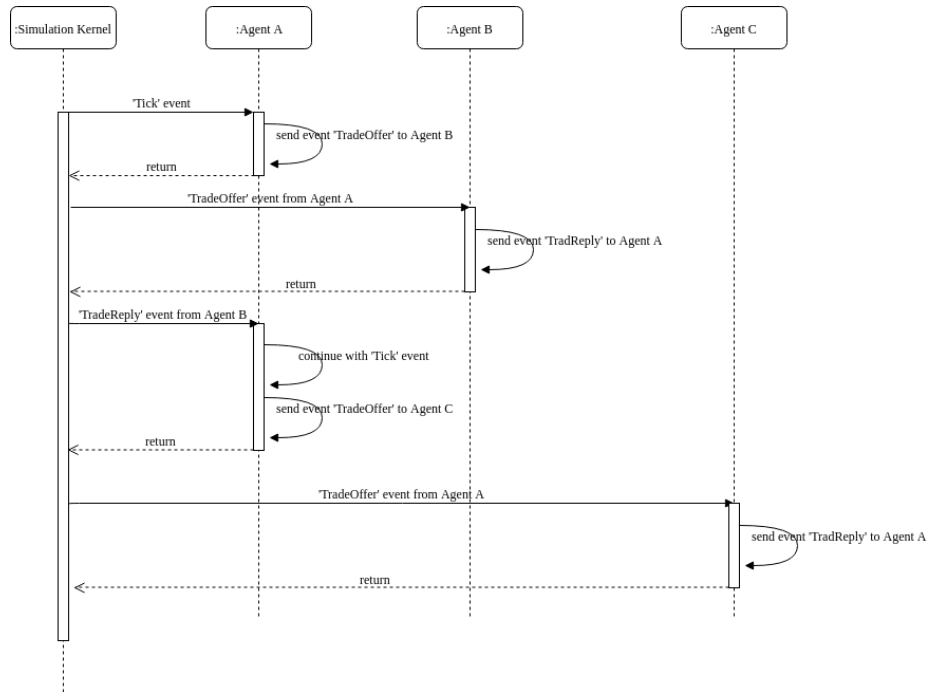 :Simulation Kernel
:Agent A
:Agent B
:Agent C
'Tick' event
send event 'TradeOffer' to Agent B
return
'TradeOffer' event from Agent A
send event 'TradReply' to Agent A
return
'TradeReply' event from Agent B
continue with 'Tick' event
send event 'TradeOffer' to Agent C
return
'TradeOffer' event from Agent A
send event 'TradReply' to Agent A
return